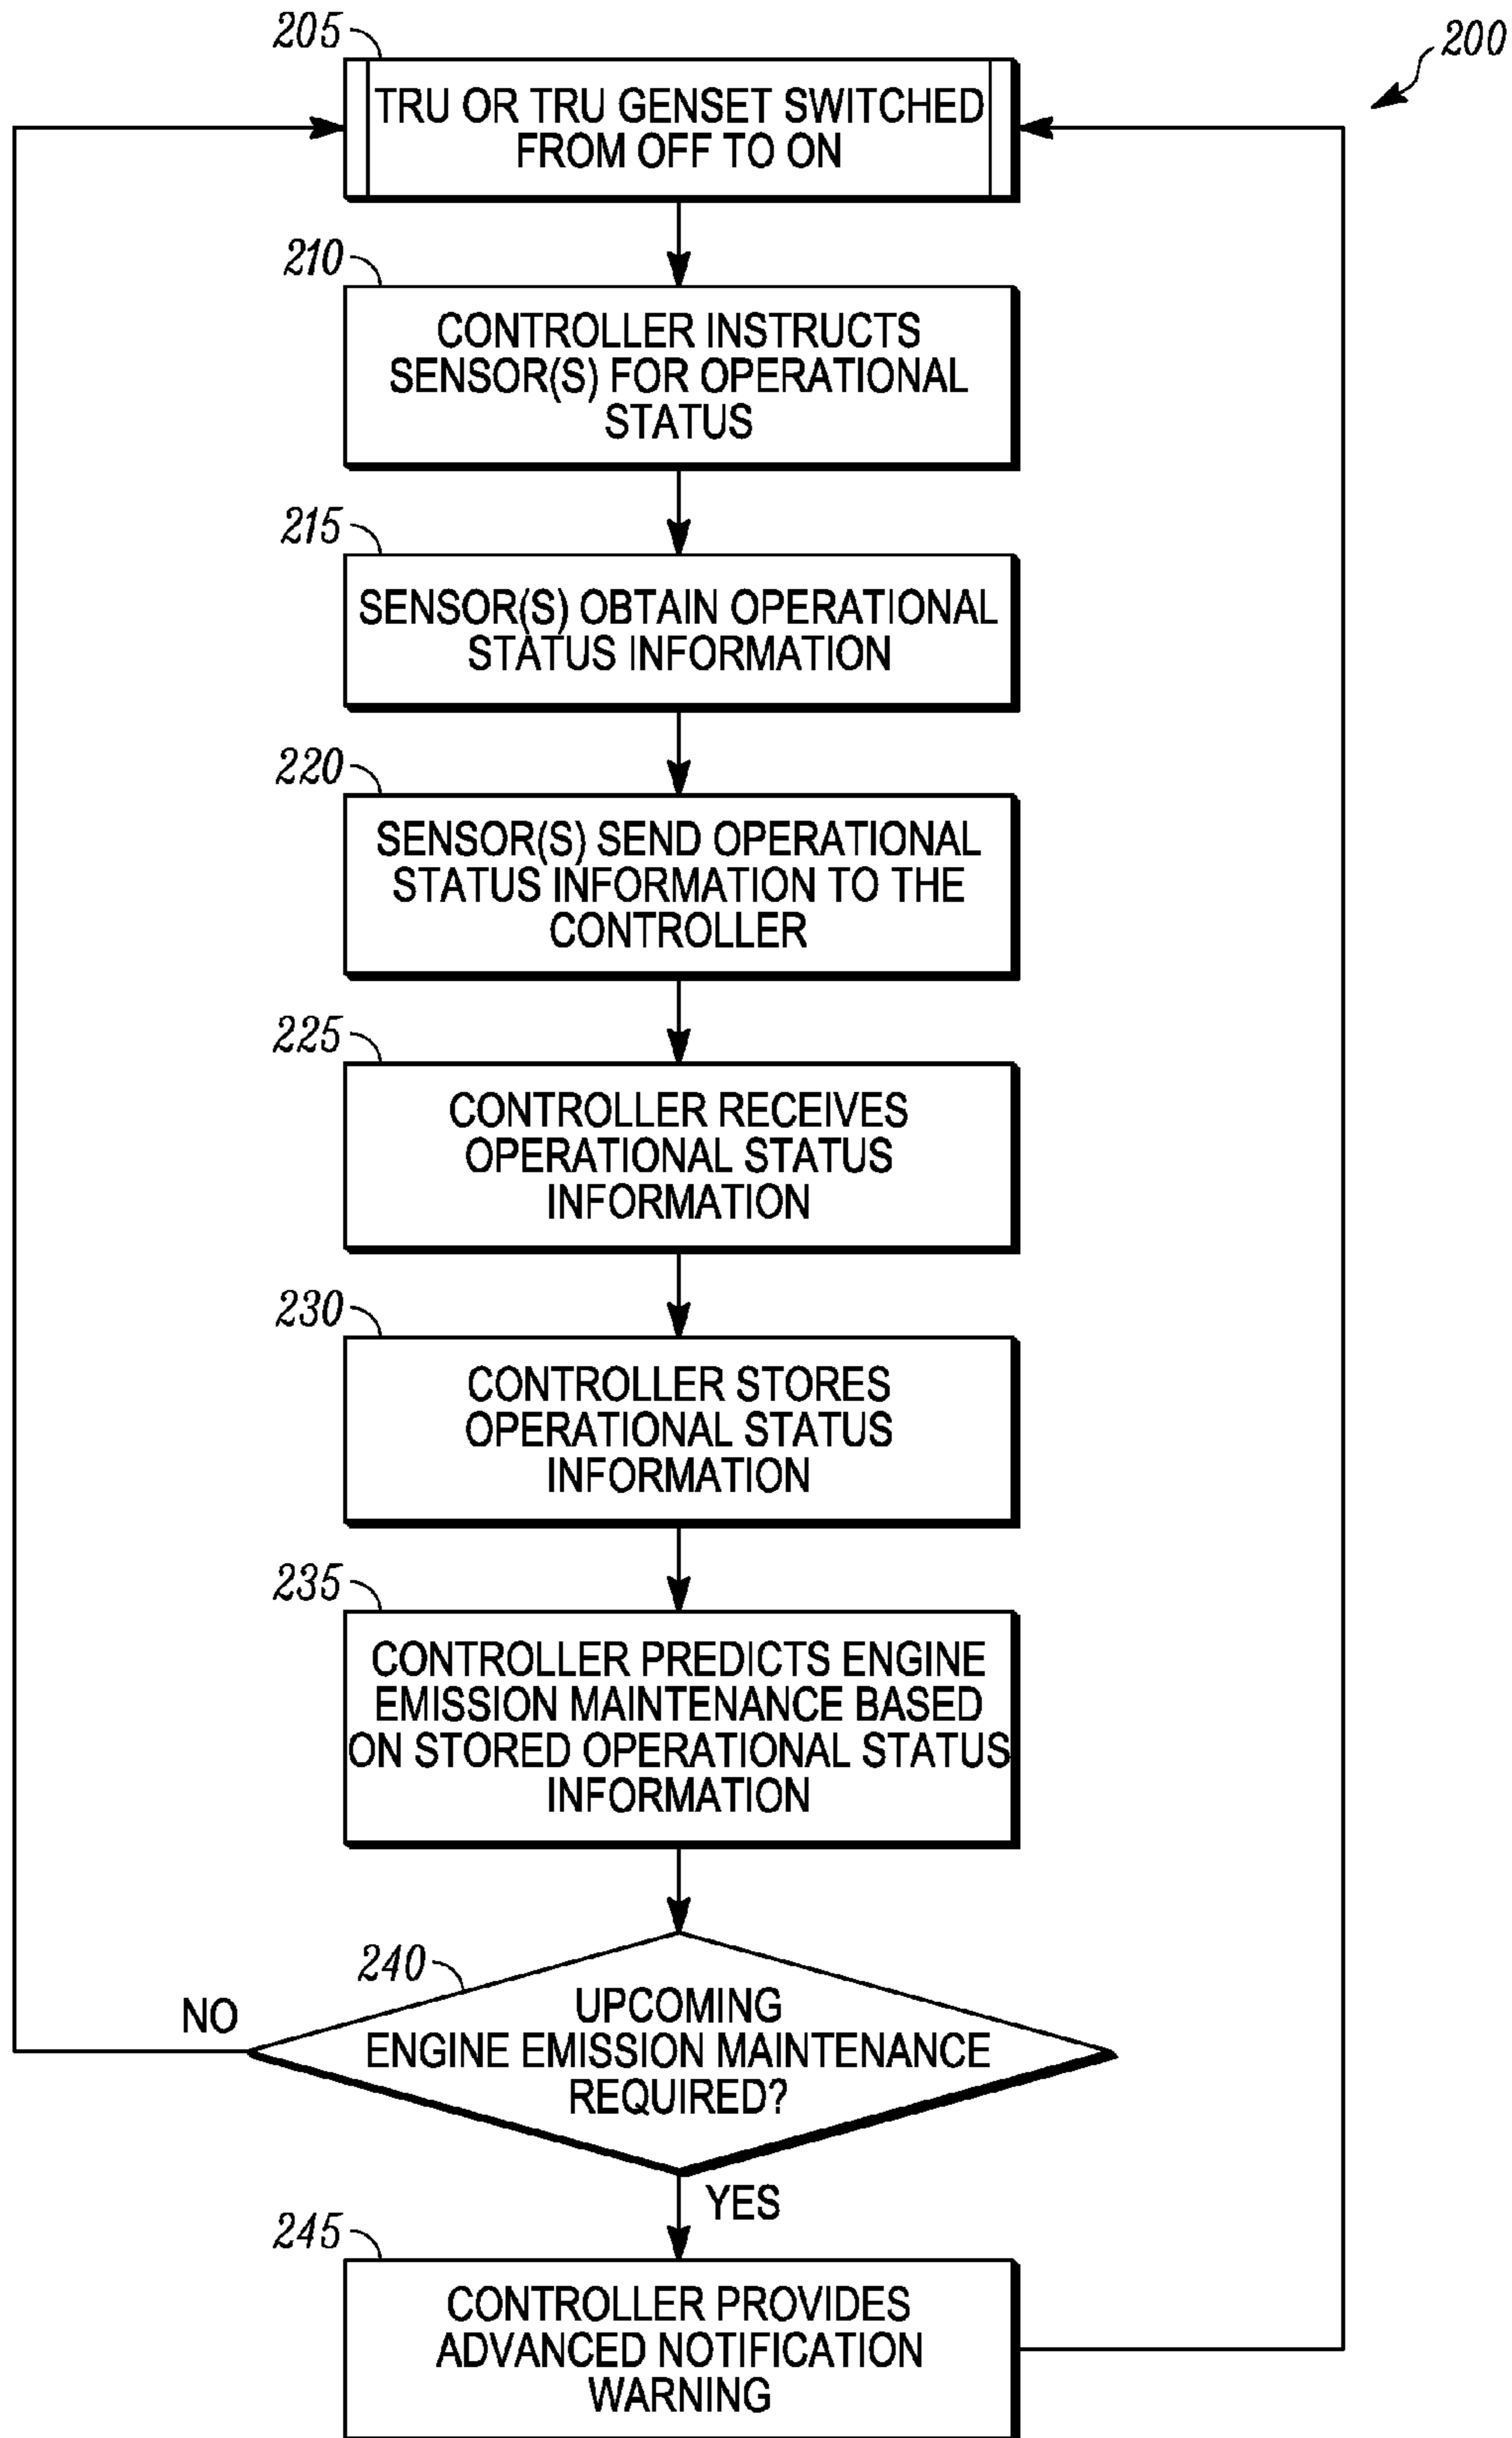 205
200
TRU OR TRU GENSET SWITCHED
FROM OFF TO ON
210
CONTROLLER INSTRUCTS
SENSOR(S) FOR OPERATIONAL
STATUS
215
SENSOR(S) OBTAIN OPERATIONAL
STATUS INFORMATION
220
SENSOR(S) SEND OPERATIONAL
STATUS INFORMATION TO THE
CONTROLLER
225
CONTROLLER RECEIVES
OPERATIONAL STATUS
INFORMATION
230
CONTROLLER STORES
OPERATIONAL STATUS
INFORMATION
235
CONTROLLER PREDICTS ENGINE
EMISSION MAINTENANCE BASED
ON STORED OPERATIONAL STATUS
INFORMATION
240
NO
UPCOMING
ENGINE EMISSION MAINTENANCE
REQUIRED?
YES
245
CONTROLLER PROVIDES
ADVANCED NOTIFICATION
WARNING